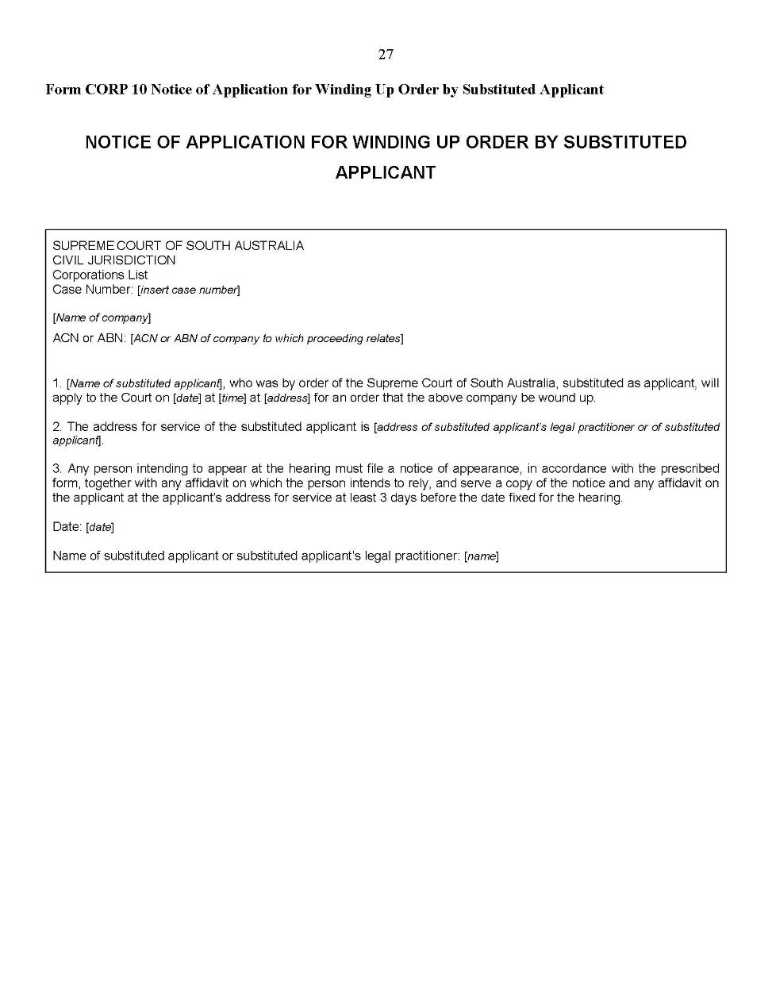 27
Form CORP 10 Notice of Application for Winding Up Order by Substituted Applicant
NOTICE OF APPLICATION FOR WINDING UP ORDER BY SUBSTITUTED
APPLICANT
SUPREME COURT OF SOUTH AUSTRALIA
CIVIL JURISDICTION
Corporations List
Case Number: [insert case number]
[Name of company]
ACN or ABN: [ACN or ABN of company to which proceeding relates]
1. [Name of substituted applicant], who was by order of the Supreme Court of South Australia, substituted as applicant, will
apply to the Court on [date] at [time] at [address] for an order that the above company be wound up.
2. The address for service of the substituted applicant is [address of substituted applicant's legal practitioner or of substituted
applicant].
3. Any person intending to appear at the hearing must file a notice of appearance, in accordance with the prescribed
form, together with any affidavit on which the person intends to rely, and serve a copy of the notice and any affidavit on
the applicant at the applicant's address for service at least 3 days before the date fixed for the hearing.
Date: [date]
Name of substituted applicant or substituted applicant's legal practitioner: [name]